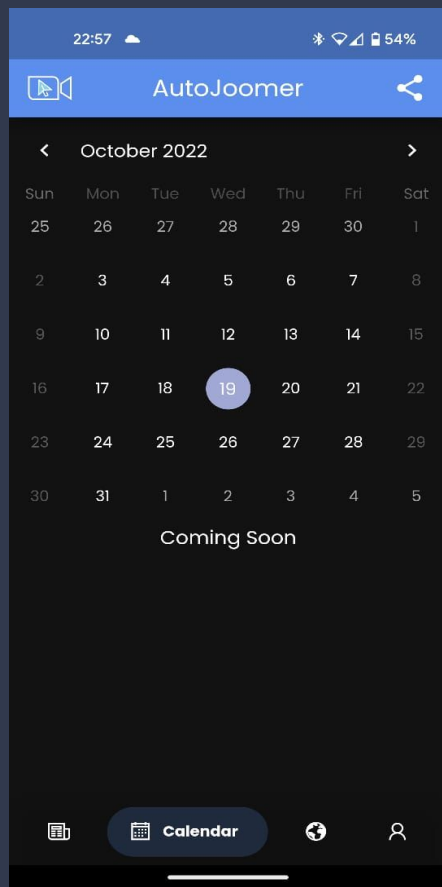 22:57 54%
AutoJoomer
October 2022
Sun Mon Tue Wed Thu Fri Sat
25 26 27 28 29 30 1
2 3 4 5 6 7 8
9 10 11 12 13 14 15
16 17 18 19 20 21 22
23 24 25 26 27 28 29
30 31 1 2 3 4 5
Coming Soon
Calendar